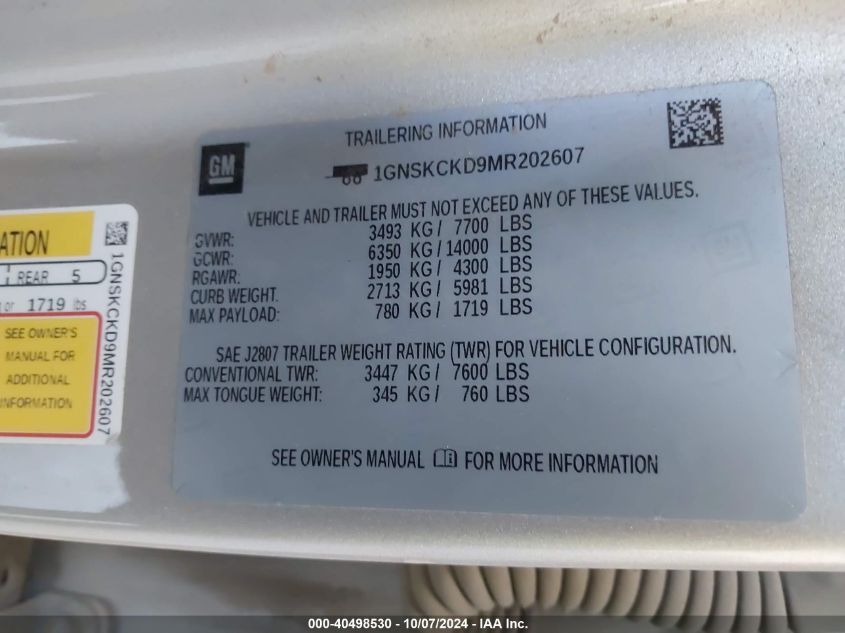 TRAILERING INFORMATION
GM
1GNSKCKD9MR202607
VEHICLE AND TRAILER MUST NOT EXCEED ANY OF THESE VALUES.
GVWR: 3493 KG/ 7700 LBS
GCWR: 6350 KG/ 14000 LBS
RGAWR: 1950 KG/ 4300 LBS
CURB WEIGHT. 2713 KG/ 5981 LBS
MAX PAYLOAD: 780 KG/ 1719 LBS
SAE J2807 TRAILER WEIGHT RATING (TWR) FOR VEHICLE CONFIGURATION.
CONVENTIONAL TWR: 3447 KG/ 7600 LBS
MAX TONGUE WEIGHT: 345 KG/ 760 LBS
SEE OWNER'S MANUAL FOR MORE INFORMATION
REAR 5
or 1719 lbs
SEE OWNER'S
MANUAL FOR
ADDITIONAL
INFORMATION
1GNSKCKD9MR202607
000-40498530 - 10/07/2024 - IAA Inc.